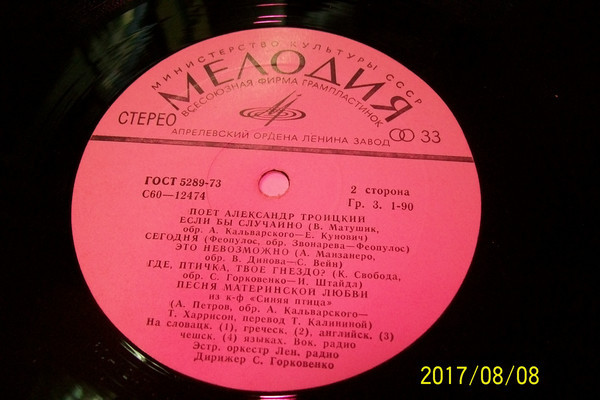 МИНИСТЕРСТВО КУЛЬТУРЫ СССР
МЕЛОДИЯ
ВСЕСОЮЗНАЯ ФИРМА ГРАМПЛАСТИНОК
СТЕРЕО
33
АПРЕЛЕВСКИЙ ОРДЕНА ЛЕНИНА ЗАВОД
ГОСТ 5289-73
С60—12474
2 сторона
Гр. 3. 1-90
ПОЕТ АЛЕКСАНДР ТРОИЦКИЙ
ЕСЛИ БЫ СЛУЧАЙНО (В. Матушик,
обр. А. Кальварского—Е. Кунович)
СЕГОДНЯ (Феопулос, обр. Звонарева—Феопулос)
ЭТО НЕВОЗМОЖНО (А. Манзанеро,
обр. В. Динова—С. Вейн)
ГДЕ, ПТИЧКА, ТВОЕ ГНЕЗДО? (К. Свобода,
обр. С. Горковенко—И. Штайдл)
ПЕСНЯ МАТЕРИНСКОЙ ЛЮБВИ
из к-ф «Синяя птица»
(А. Петров, обр. А. Кальварского—
Т. Харрисон, перевод Т. Калининой)
На словацк. (1), греческ. (2), английск. (3)
чешск. (4) языках. Вок. радио
Эстр. оркестр Лен. радио
Дирижер С. Горковенко
2017/08/08